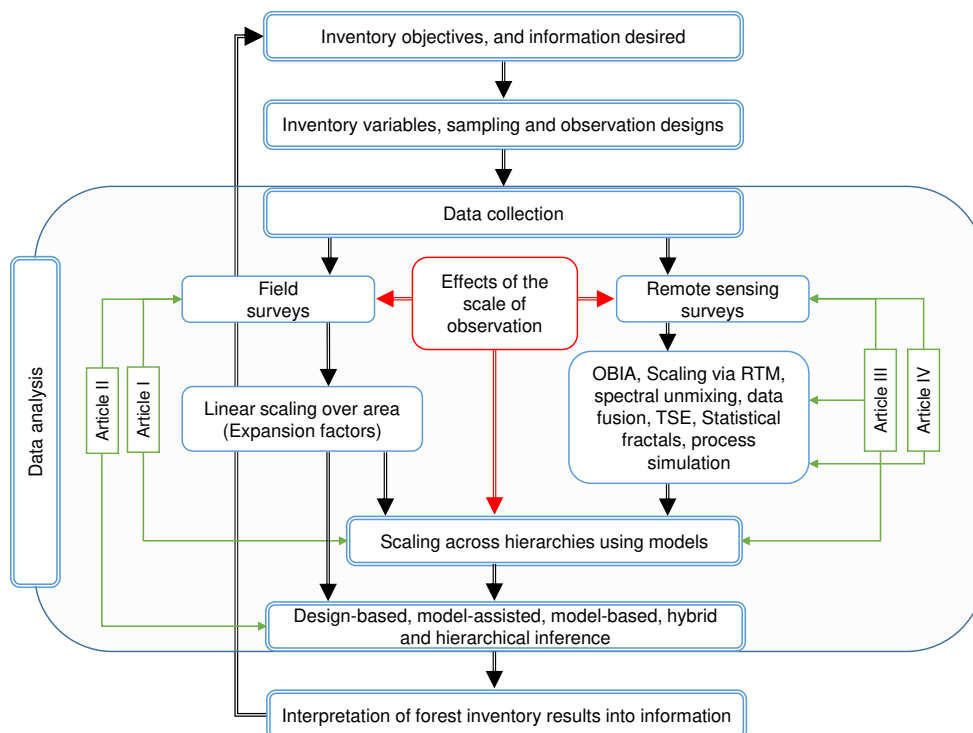 Inventory objectives, and information desired
Inventory variables, sampling and observation designs
Data collection
Data analysis
Field
surveys
Effects of the
scale of
observation
Remote sensing
surveys
Article II
Article I
Linear scaling over area
(Expansion factors)
OBIA, Scaling via RTM,
spectral unmixing, data
fusion, TSE, Statistical
fractals, process
simulation
Article III
Article IV
Scaling across hierarchies using models
Design-based, model-assisted, model-based, hybrid
and hierarchical inference
Interpretation of forest inventory results into information